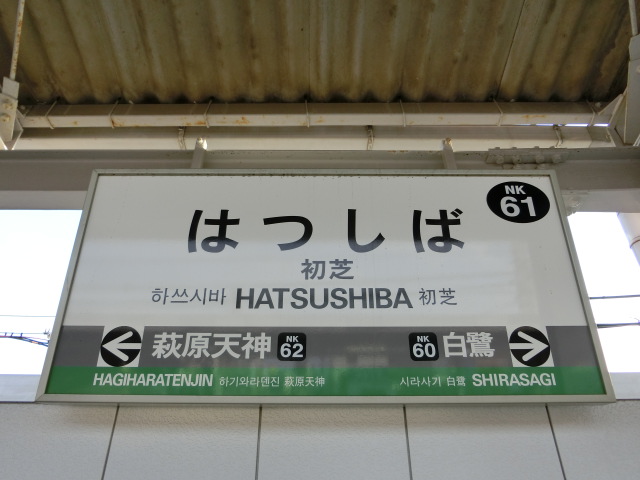 NK
61
はつしば
初芝
하쓰시바 HATSUSHIBA 初芝
萩原天神 NK 62 NK 60 白鷺
HAGIHARATENJIN 하기와라덴진 萩原天神 시라사기 白鷺 SHIRASAGI